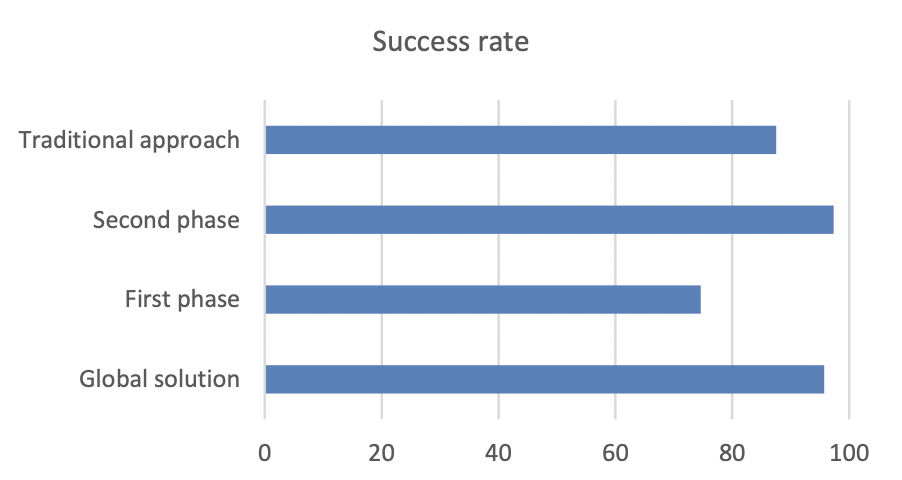 Success rate
Traditional approach
Second phase
First phase
Global solution
0 20 40 60 80 100